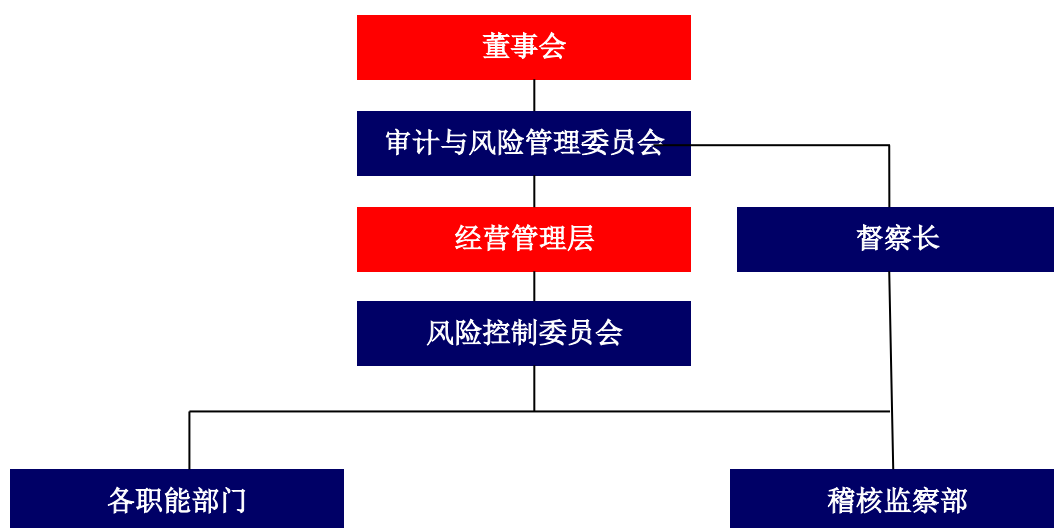 董事会
审计与风险管理委员会
经营管理层
督察长
风险控制委员会
各职能部门
稽核监察部